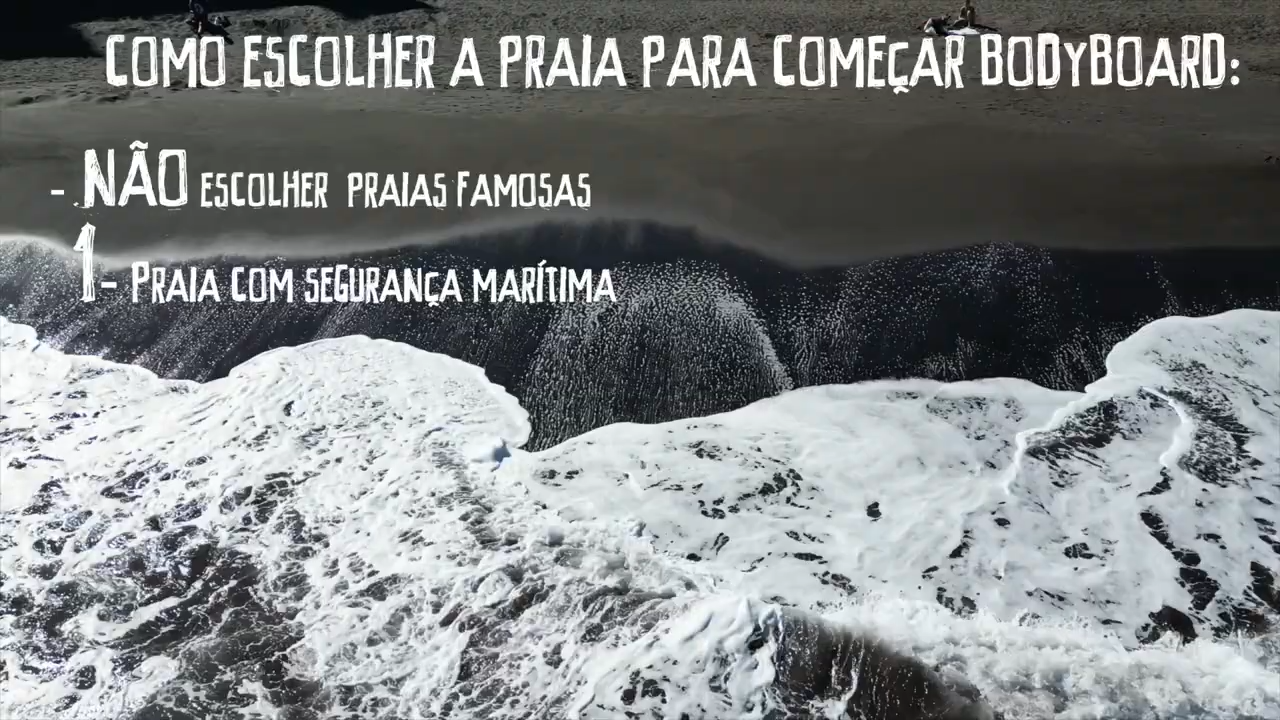 COMO ESCOLHER A PRAIA PARA COMEÇAR BODYBOARD:
- NÃO ESCOLHER PRAIAS FAMOSAS
1- PRAIA COM SEGURANÇA MARÍTIMA